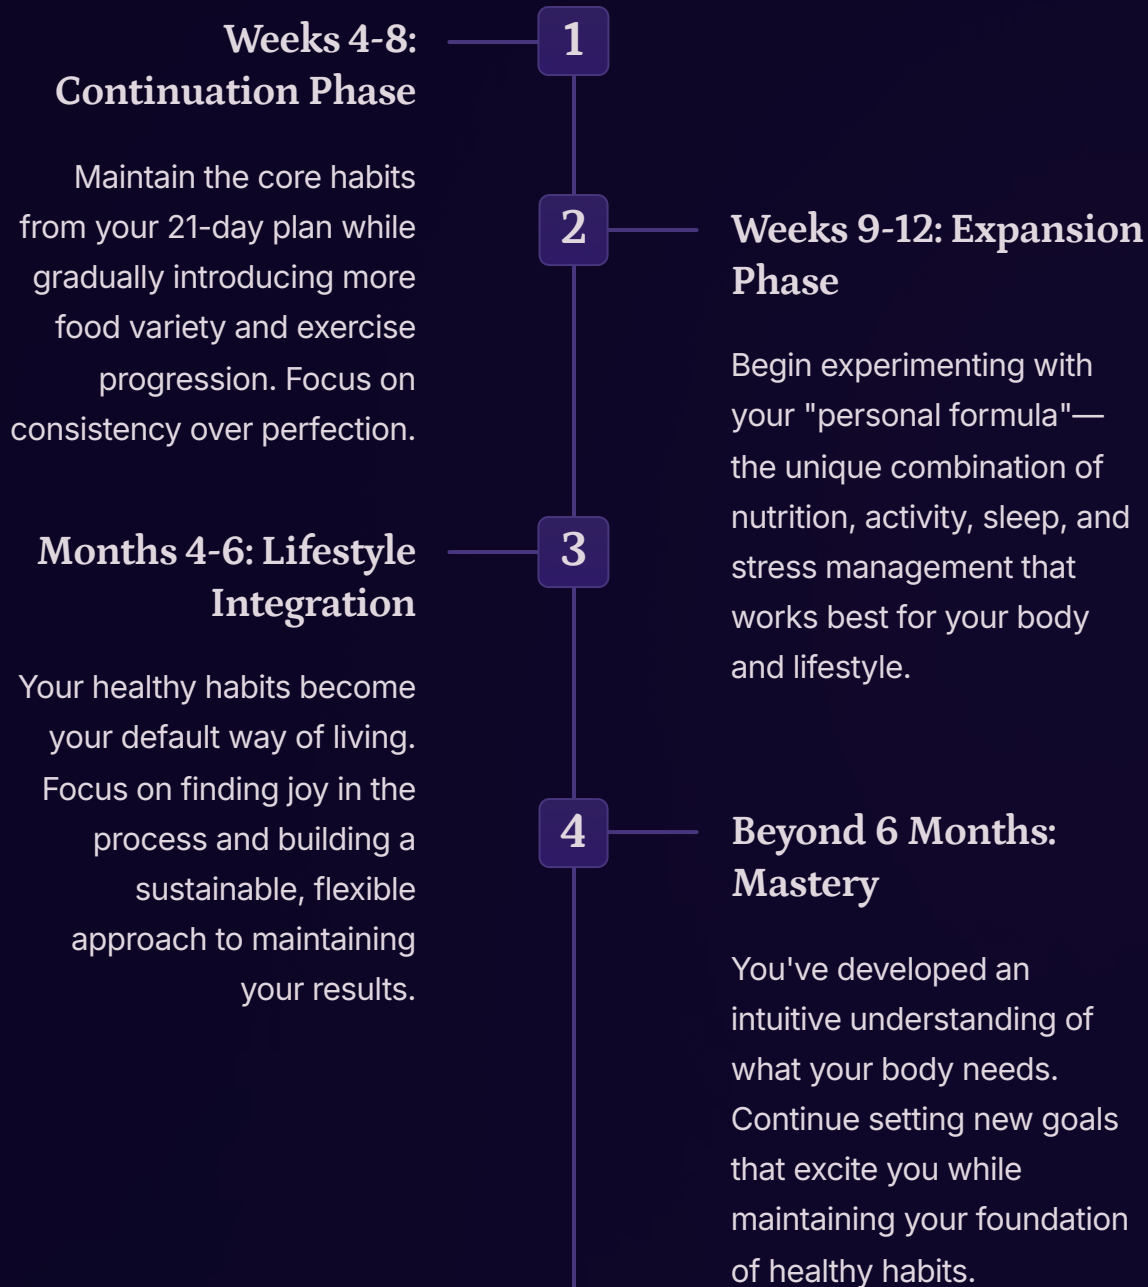 1
Weeks 4-8:
Continuation Phase
Maintain the core habits
from your 21-day plan while
gradually introducing more
food variety and exercise
progression. Focus on
consistency over perfection.
2
Weeks 9-12: Expansion
Phase
Begin experimenting with
your "personal formula"—
the unique combination of
nutrition, activity, sleep, and
stress management that
works best for your body
and lifestyle.
3
Months 4-6: Lifestyle
Integration
Your healthy habits become
your default way of living.
Focus on finding joy in the
process and building a
sustainable, flexible
approach to maintaining
your results.
4
Beyond 6 Months:
Mastery
You've developed an
intuitive understanding of
what your body needs.
Continue setting new goals
that excite you while
maintaining your foundation
of healthy habits.